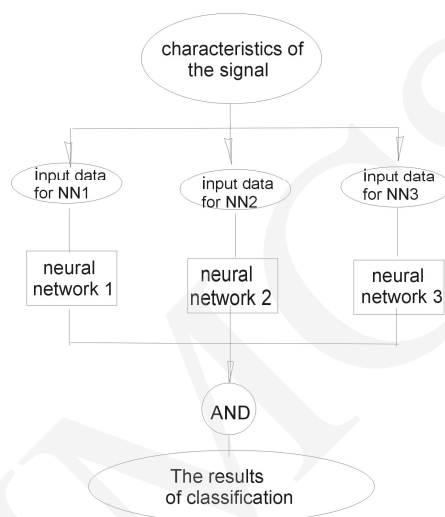 characteristics of
the signal
input data
for NN1
input data
for NN2
input data
for NN3
neural
network 1
neural
network 2
neural
network 3
AND
The results
of classification